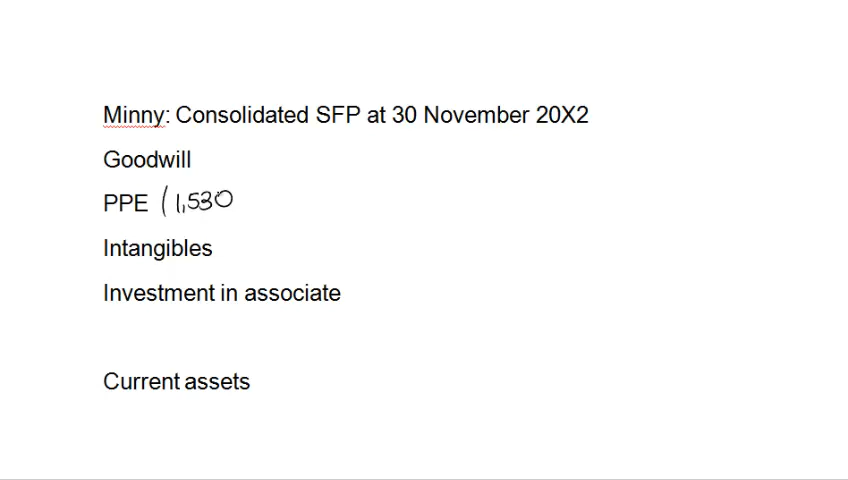 Minny: Consolidated SFP at 30 November 20X2
Goodwill
PPE (1,530
Intangibles
Investment in associate
Current assets